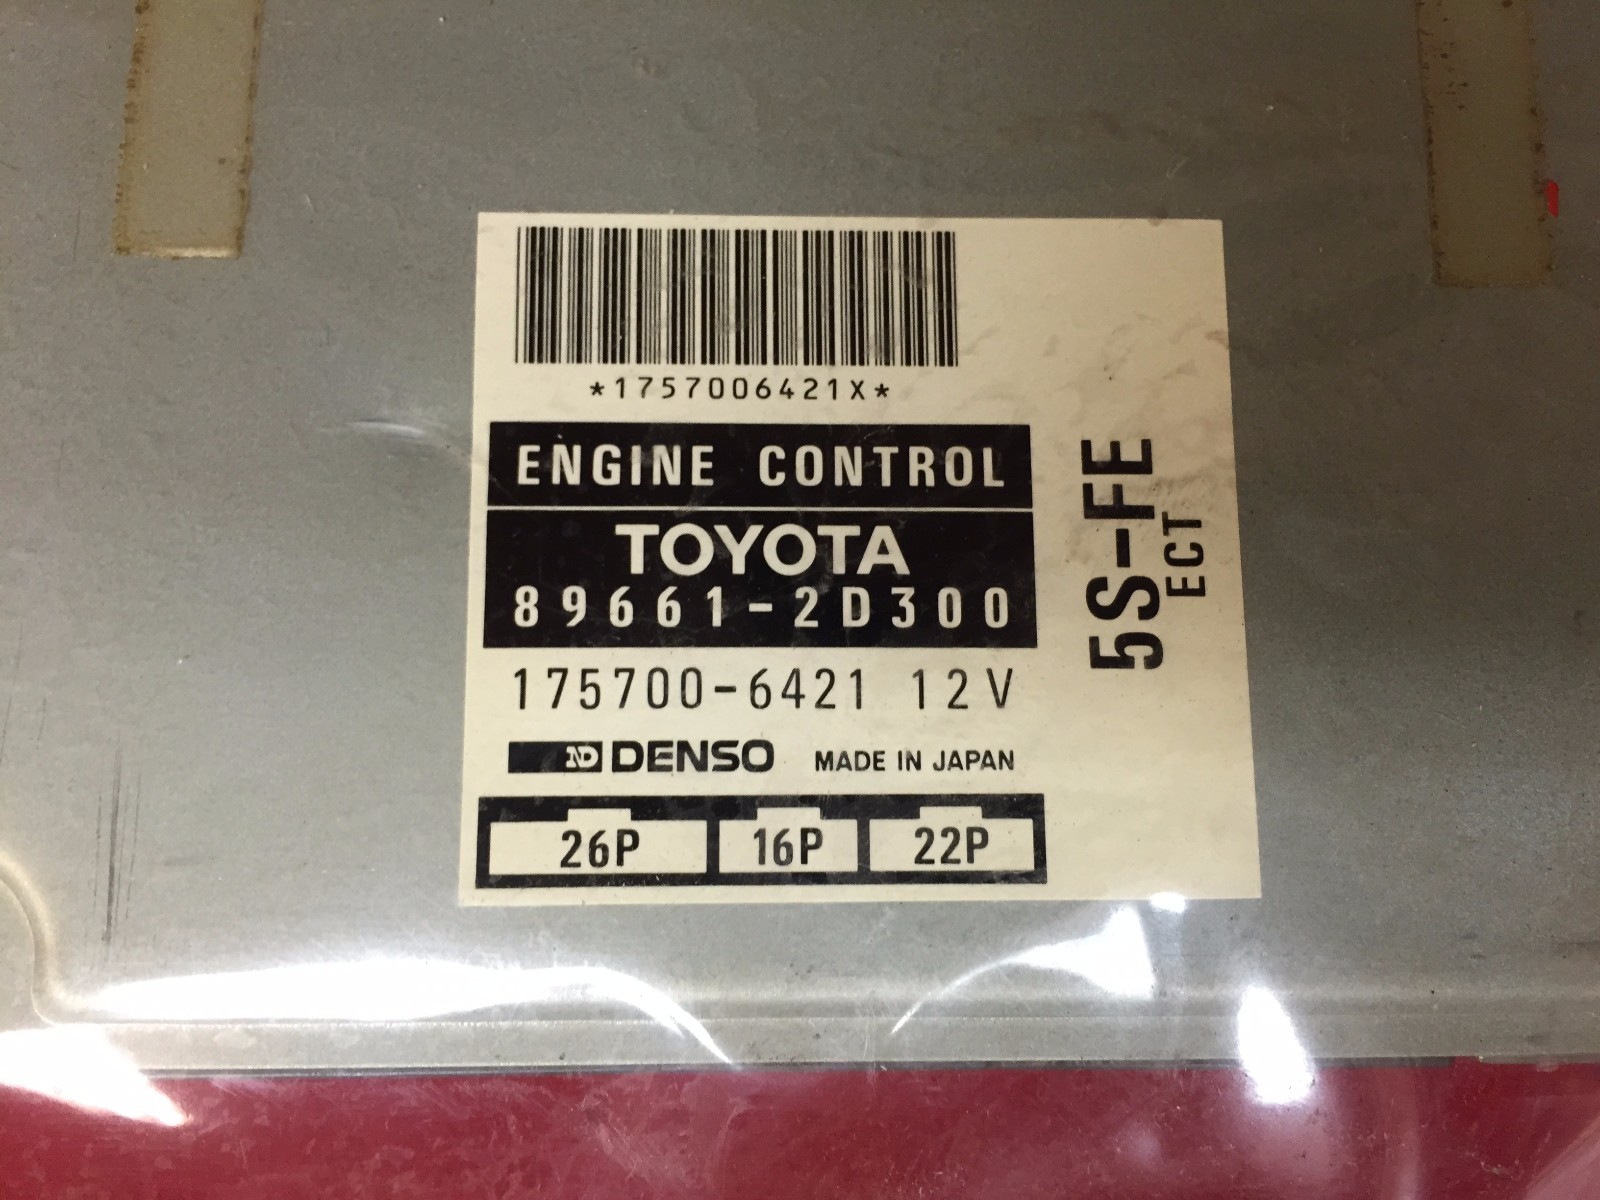 *1757006421X*
ENGINE CONTROL
TOYOTA
89661-2D300
175700-6421 12V
ND DENSO MADE IN JAPAN
26P 16P 22P
5S-FE
ECT